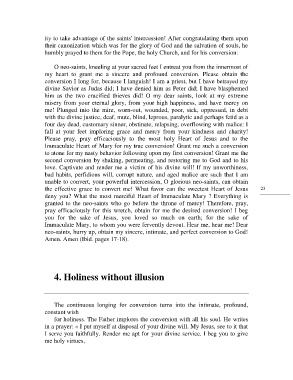 ity to take advantage of the saints' intercession! After congratulating them upon
their canonization which was for the glory of God and the salvation of souls, he
humbly prayed to them for the Pope, the holy Church, and for his conversion:
O neo-saints, kneeling at your sacred feet I entreat you from the innermost of
my heart to grant me a sincere and profound conversion. Please obtain the
conversion I long for, because I languish! I am a priest, but I have betrayed my
divine Savior as Judas did; I have denied him as Peter did; I have blasphemed
him as the two crucified thieves did! O my dear saints, look at my extreme
misery from your eternal glory, from your high happiness, and have mercy on
me! Plunged into the mire, worn-out, wounded, poor, sick, oppressed, in debt
with the divine justice, deaf, mute, blind, leprous, paralytic and perhaps fetid as a
four day dead, customary sinner, obstinate, relapsing, overflowing with malice; I
fall at your feet imploring grace and mercy from your kindness and charity!
Please pray, pray efficaciously to the most holy Heart of Jesus and to the
Immaculate Heart of Mary for my true conversion! Grant me such a conversion
to atone for my nasty behavior following upon my first conversion! Grant me the
second conversion by shaking, permeating, and restoring me to God and to his
love. Captivate and render me a victim of his divine will! If my unworthiness,
bad habits, perfidious will, corrupt nature, and aged malice are such that I am
unable to convert, your powerful intercession, O glorious neo-saints, can obtain
the effective grace to convert me! What favor can the sweetest Heart of Jesus
deny you? What the most merciful Heart of Immaculate Mary ? Everything is
granted to the neo-saints who go before the throne of mercy! Therefore, pray,
pray efficaciously for this wretch, obtain for me the desired conversion! I beg
you for the sake of Jesus, you loved so much on earth; for the sake of
Immaculate Mary, to whom you were fervently devout. Hear me, hear me! Dear
neo-saints, hurry up, obtain my sincere, intimate, and perfect conversion to God!
Amen. Amen (Ibid. pages 17-18).
23
4. Holiness without illusion
The continuous longing for conversion turns into the intimate, profound,
constant wish
for holiness. The Father implores the conversion with all his soul. He writes
in a prayer: « I put myself at disposal of your divine will. My Jesus, see to it that
I serve you faithfully. Render me apt for your divine service. I beg you to give
me holy virtues,